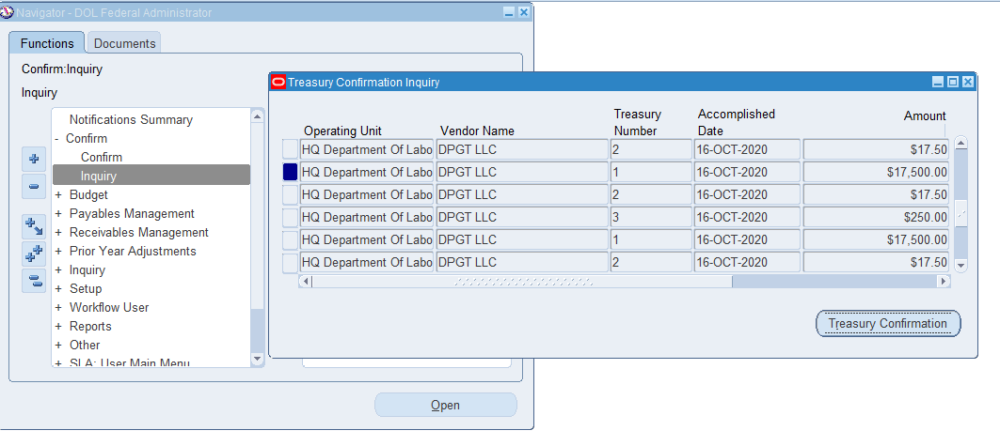 Navigator - DOL Federal Administrator
Functions Documents
Confirm:Inquiry
Inquiry
Notifications Summary
- Confirm
Confirm
Inquiry
+ Budget
+ Payables Management
+ Receivables Management
+ Prior Year Adjustments
+ Inquiry
+ Setup
+ Workflow User
+ Reports
+ Other
+ SLA: User Main Menu
Open
Treasury Confirmation Inquiry
Operating Unit Vendor Name Treasury Number Accomplished Date Amount
HQ Department Of Labo DPGT LLC 2 16-OCT-2020 $17.50
HQ Department Of Labo DPGT LLC 1 16-OCT-2020 $17,500.00
HQ Department Of Labo DPGT LLC 2 16-OCT-2020 $17.50
HQ Department Of Labo DPGT LLC 3 16-OCT-2020 $250.00
HQ Department Of Labo DPGT LLC 1 16-OCT-2020 $17,500.00
HQ Department Of Labo DPGT LLC 2 16-OCT-2020 $17.50
Treasury Confirmation